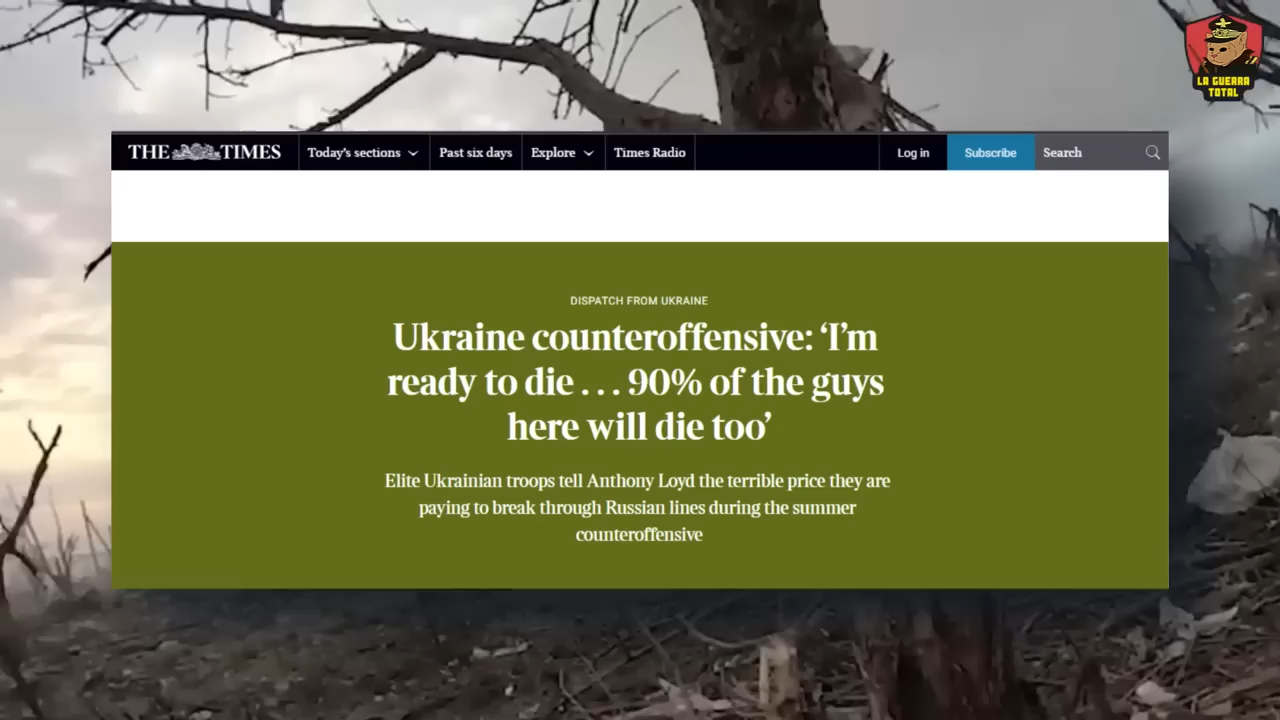 LA GUERRA
TOTAL
THE TIMES
Today's sections
Past six days
Explore
Times Radio
Log in
Subscribe
Search
DISPATCH FROM UKRAINE
Ukraine counteroffensive: ‘I’m
ready to die . . . 90% of the guys
here will die too’
Elite Ukrainian troops tell Anthony Loyd the terrible price they are
paying to break through Russian lines during the summer
counteroffensive